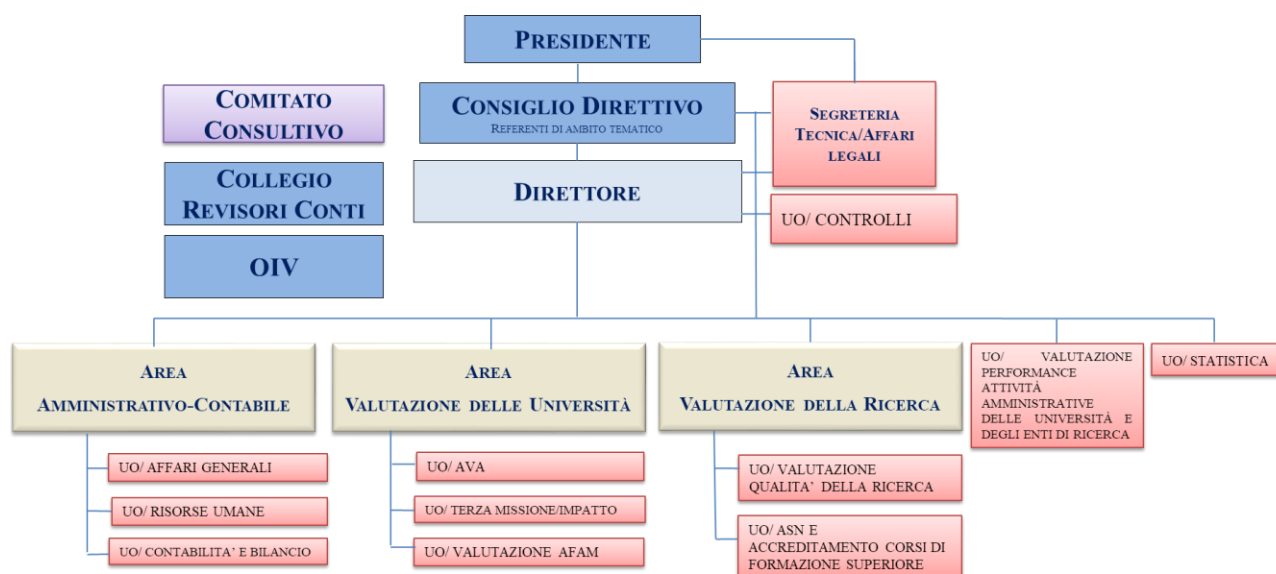 PRESIDENTE
COMITATO
CONSULTIVO
CONSIGLIO DIRETTIVO
REFERENTI DI AMBITO TEMATICO
SEGRETERIA
TECNICA/AFFARI
LEGALI
COLLEGIO
REVISORI CONTI
DIRETTORE
UO/ CONTROLLI
OIV
AREA
AMMINISTRATIVO-CONTABILE
AREA
VALUTAZIONE DELLE UNIVERSITÀ
AREA
VALUTAZIONE DELLA RICERCA
UO/ VALUTAZIONE
PERFORMANCE
ATTIVITÀ
AMMINISTRATIVE
DELLE UNIVERSITÀ E
DEGLI ENTI DI RICERCA
UO/ STATISTICA
UO/ AFFARI GENERALI
UO/ RISORSE UMANE
UO/ CONTABILITA’ E BILANCIO
UO/ AVA
UO/ TERZA MISSIONE/IMPATTO
UO/ VALUTAZIONE AFAM
UO/ VALUTAZIONE
QUALITA’ DELLA RICERCA
UO/ ASN E
ACCREDITAMENTO CORSI DI
FORMAZIONE SUPERIORE